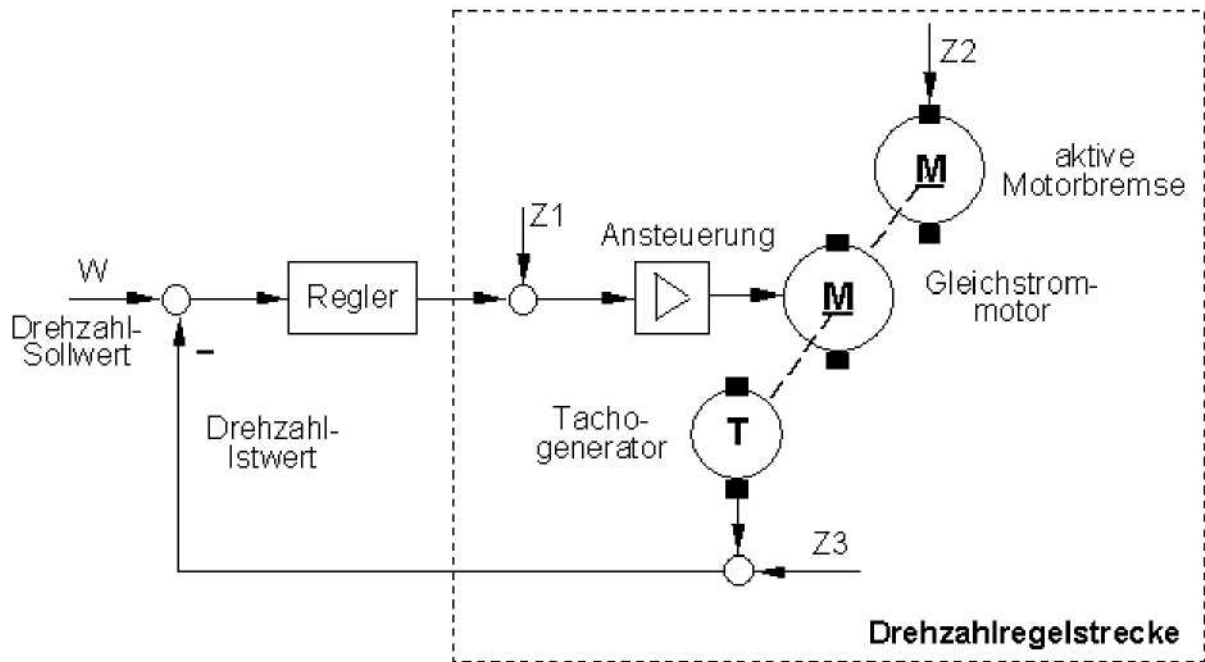 Z2
M
aktive
Motorbremse
Z1
Ansteuerung
W
Regler
M
Gleichstrom-
motor
Drehzahl-
Sollwert
–
Drehzahl-
Istwert
Tacho-
generator
T
Z3
Drehzahlregelstrecke